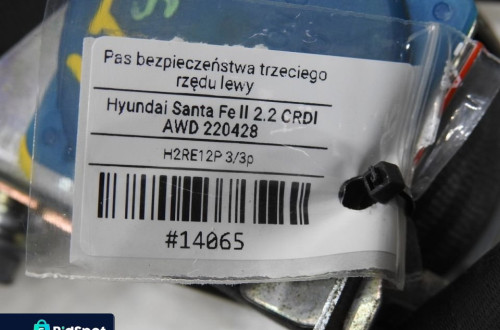 Pas bezpieczeństwa trzeciego
rzędu lewy
Hyundai Santa Fe II 2.2 CRDI
AWD 220428
H2RE12P 3/3p
#14065